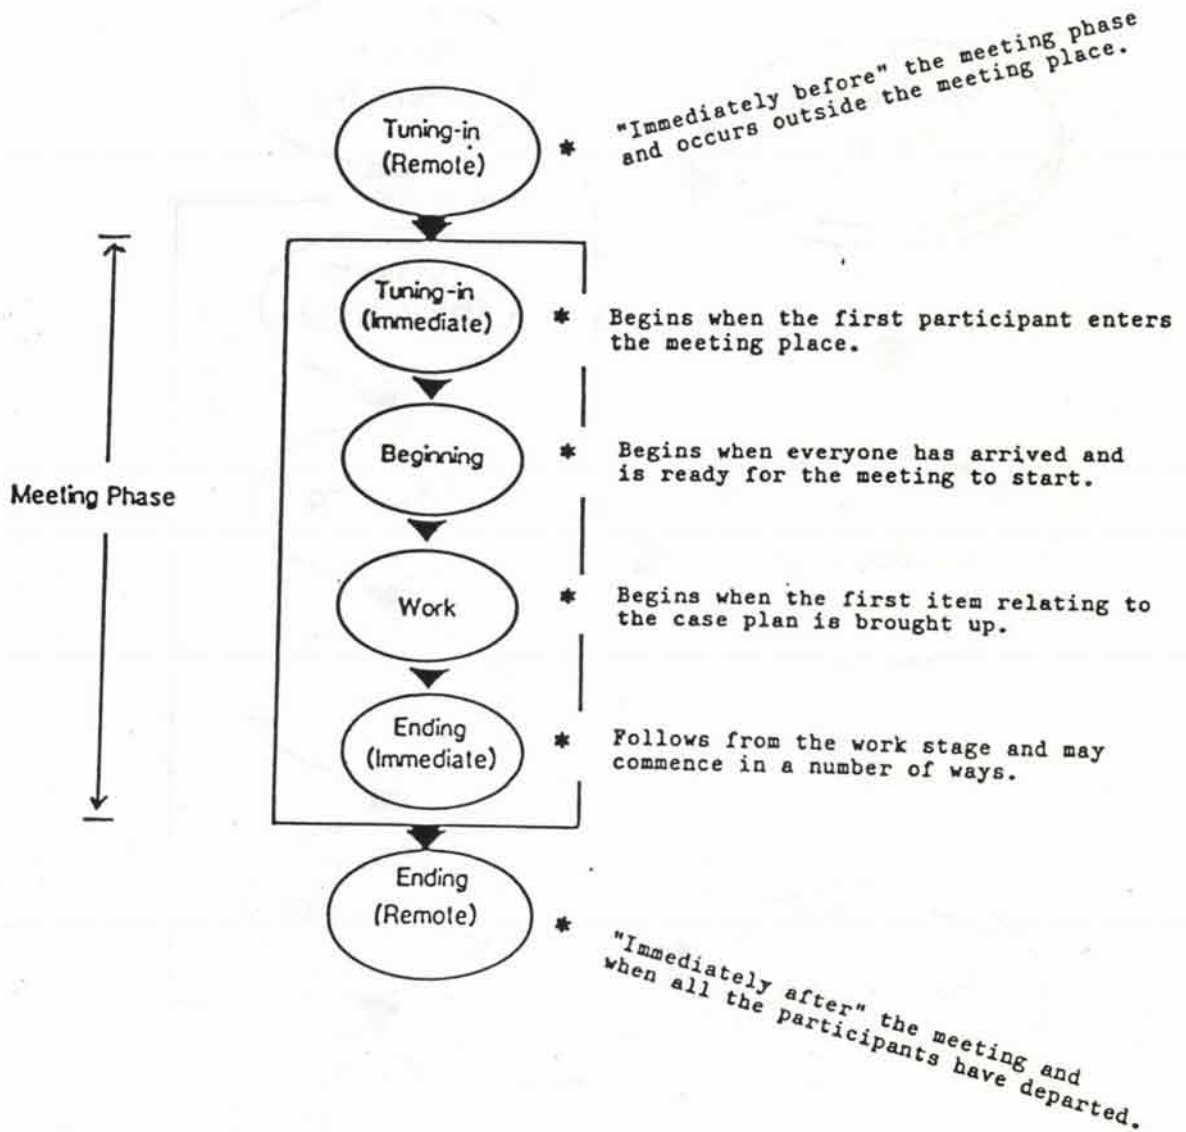 Tuning-in
(Remote)
* "Immediately before" the meeting phase
and occurs outside the meeting place.
Meeting Phase
Tuning-in
(Immediate)
* Begins when the first participant enters
the meeting place.
Beginning
* Begins when everyone has arrived and
is ready for the meeting to start.
Work
* Begins when the first item relating to
the case plan is brought up.
Ending
(Immediate)
* Follows from the work stage and may
commence in a number of ways.
Ending
(Remote)
* "Immediately after" the meeting and
when all the participants have departed.